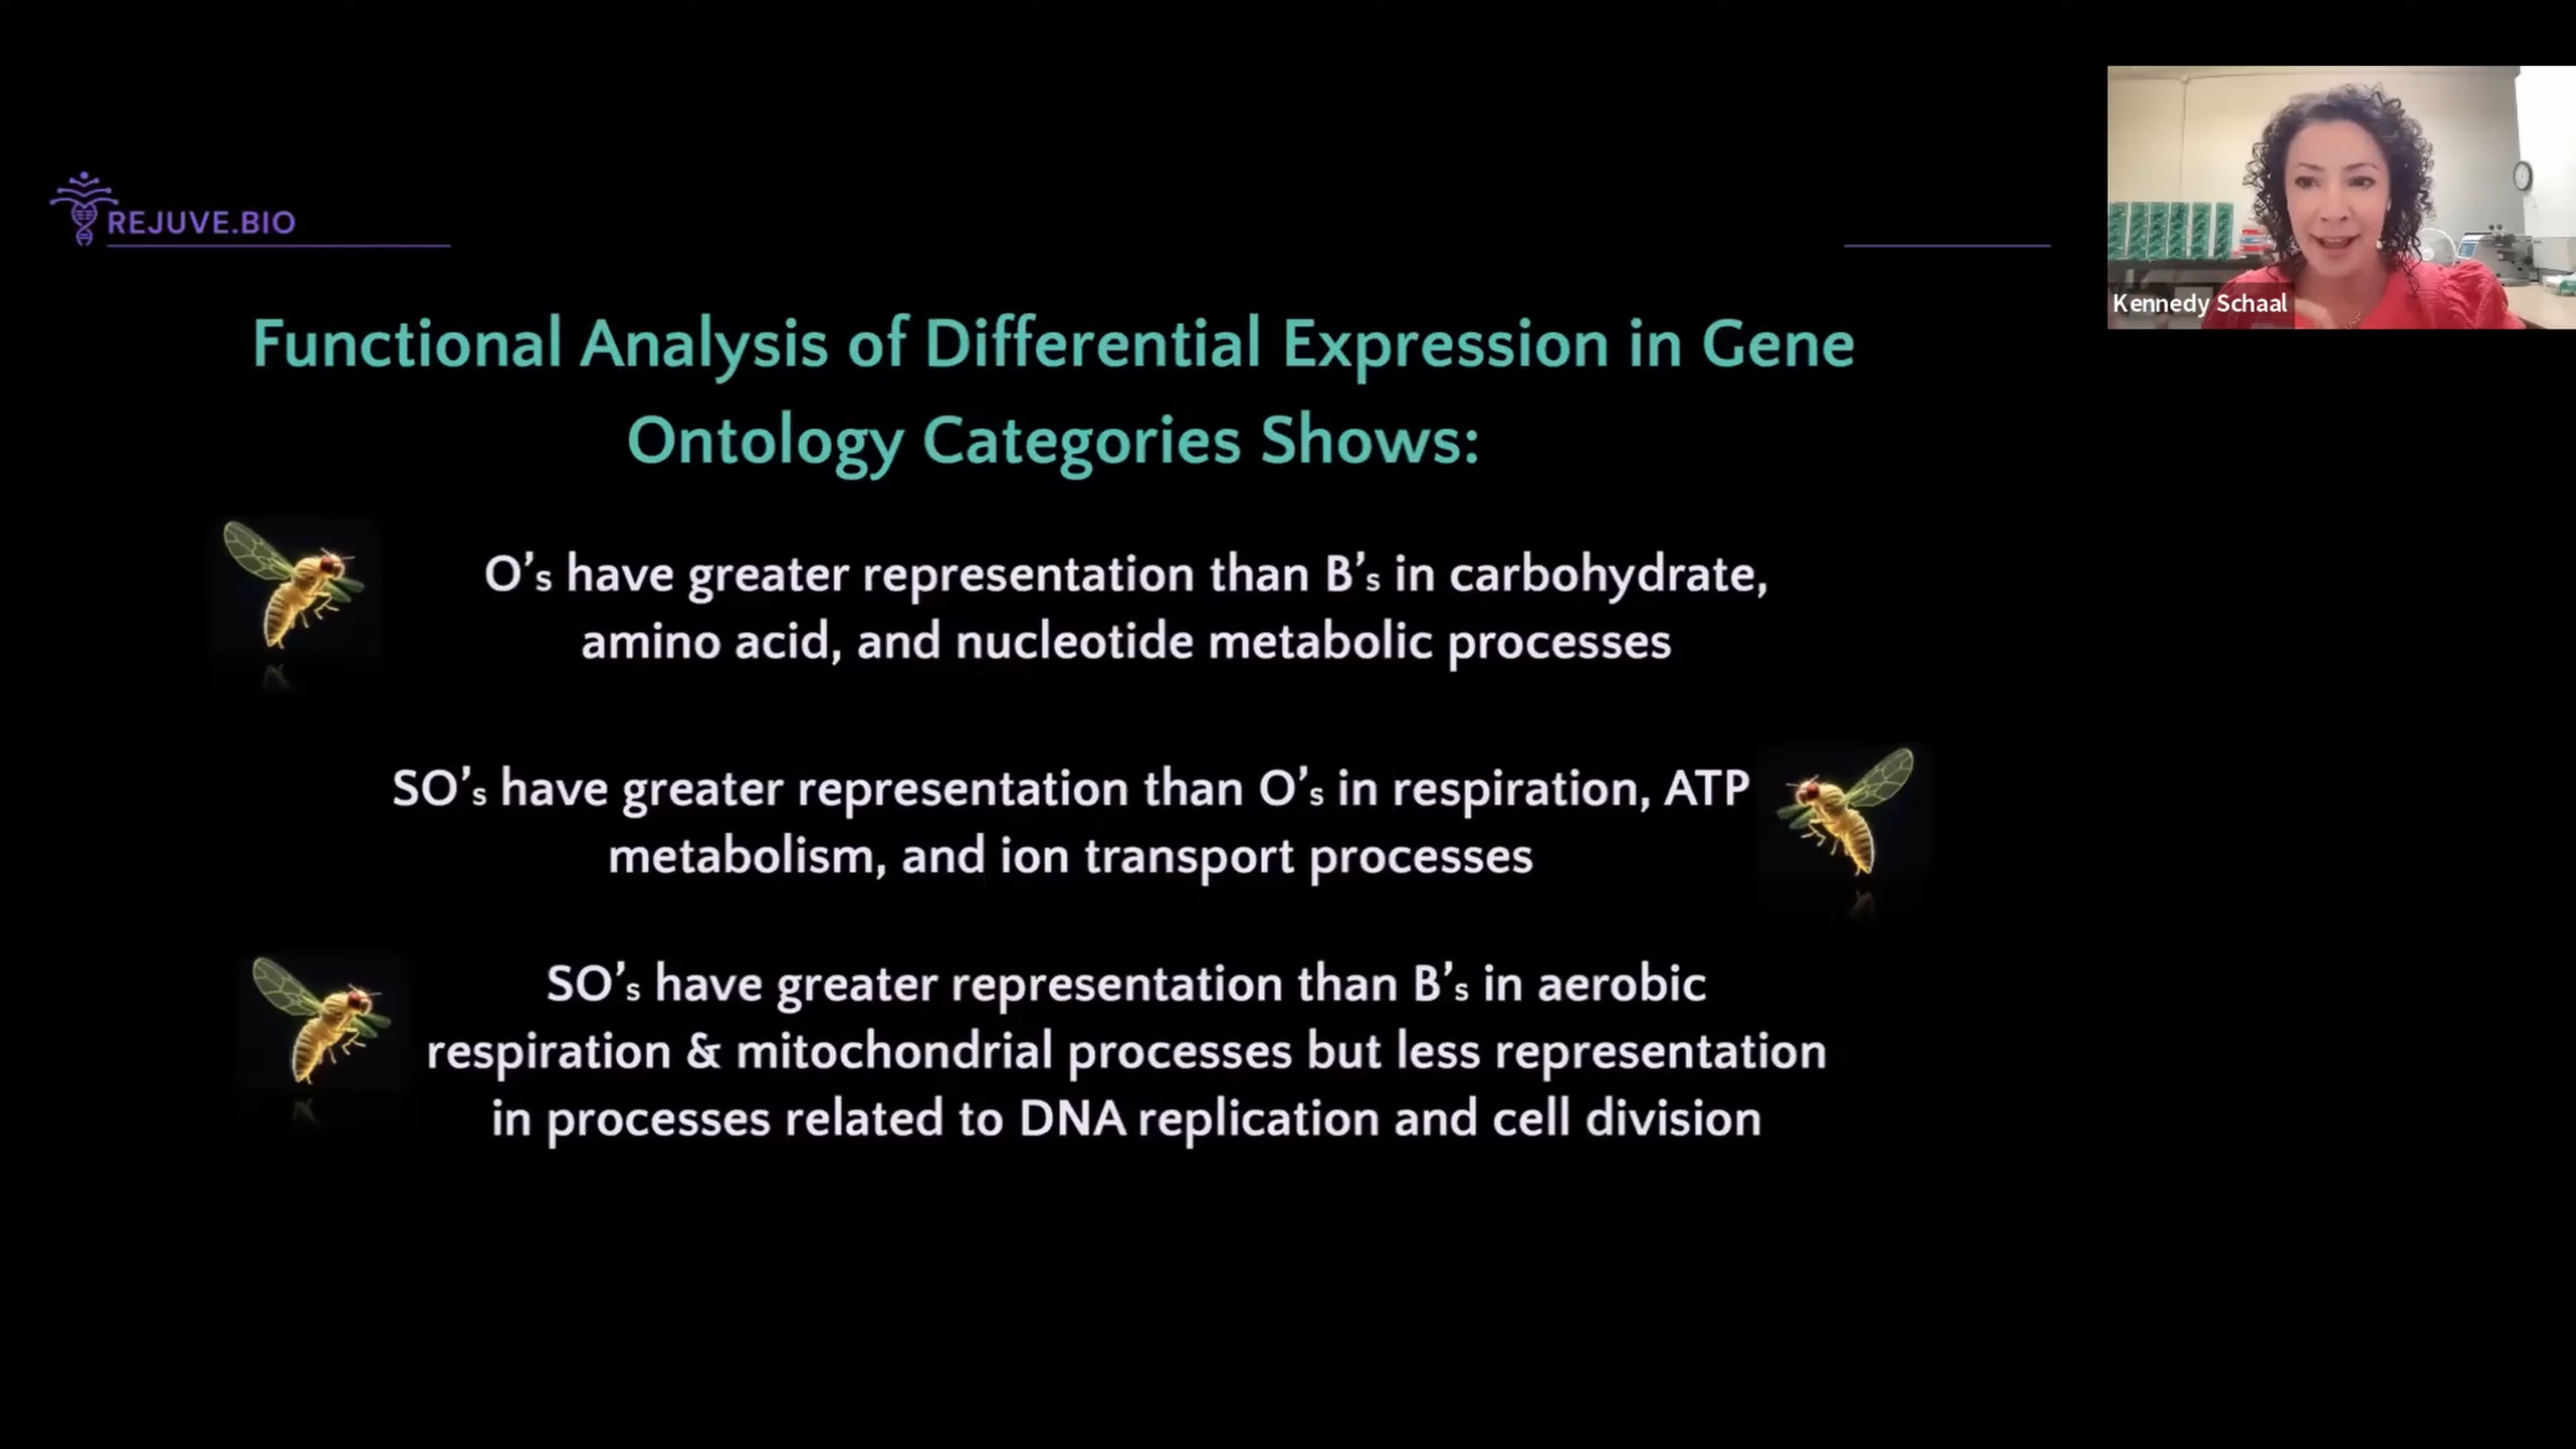 REJUVE.BIO
Kennedy Schaal
Functional Analysis of Differential Expression in Gene
Ontology Categories Shows:
O's have greater representation than B's in carbohydrate,
amino acid, and nucleotide metabolic processes
SO's have greater representation than O's in respiration, ATP
metabolism, and ion transport processes
SO's have greater representation than B's in aerobic
respiration & mitochondrial processes but less representation
in processes related to DNA replication and cell division